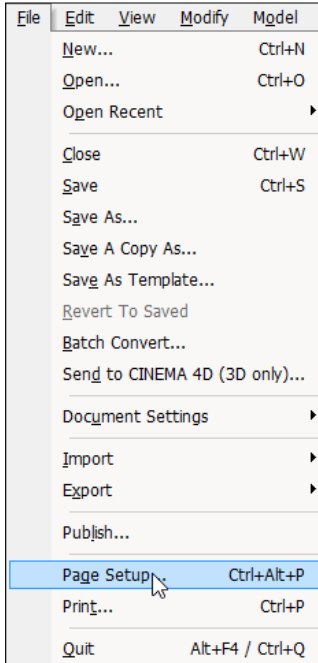 File Edit View Modify Model
New... Ctrl+N
Open... Ctrl+O
Open Recent
Close Ctrl+W
Save Ctrl+S
Save As...
Save A Copy As...
Save As Template...
Revert To Saved
Batch Convert...
Send to CINEMA 4D (3D only)...
Document Settings
Import
Export
Publish...
Page Setup... Ctrl+Alt+P
Print... Ctrl+P
Quit Alt+F4 / Ctrl+Q